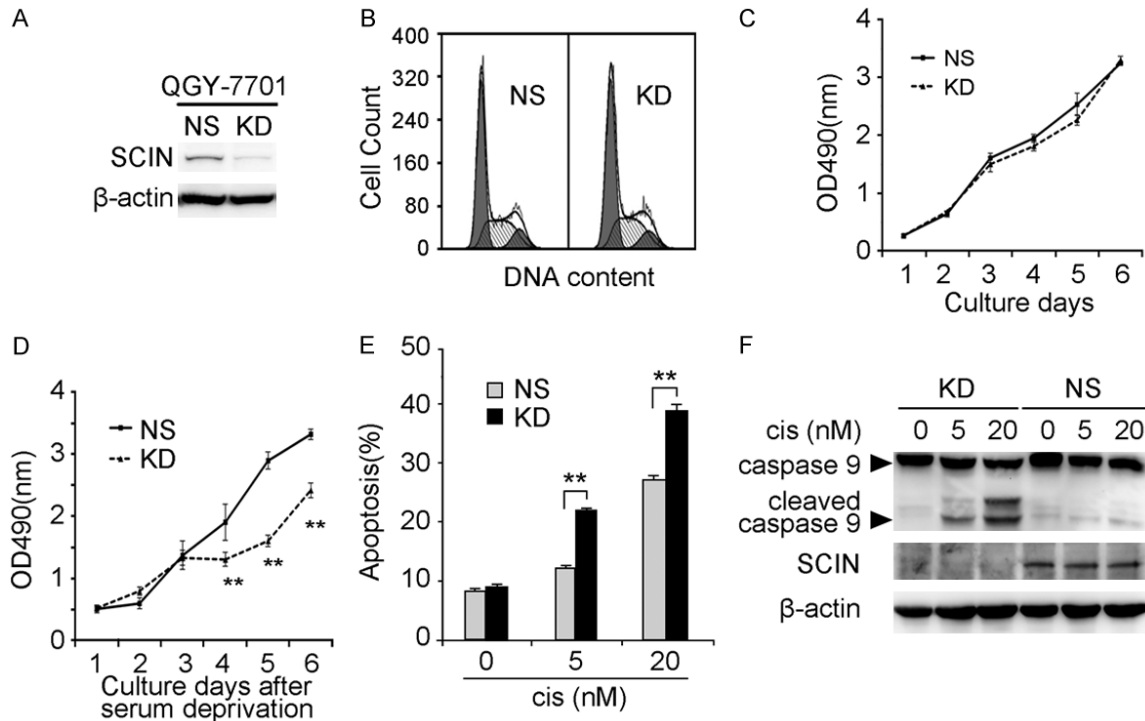 A
QGY-7701
NS KD
SCIN
β-actin
B
Cell Count
400
320
240
160
80
0
NS
KD
DNA content
C
OD490(nm)
4
3
2
1
0
NS
KD
1 2 3 4 5 6
Culture days
D
OD490(nm)
4
3
2
1
0
NS
KD
**
**
**
1 2 3 4 5 6
Culture days after
serum deprivation
E
Apoptosis(%)
50
40
30
20
10
0
NS
KD
**
**
0 5 20
cis (nM)
F
KD NS
cis (nM) 0 5 20 0 5 20
caspase 9
cleaved
caspase 9
SCIN
β-actin